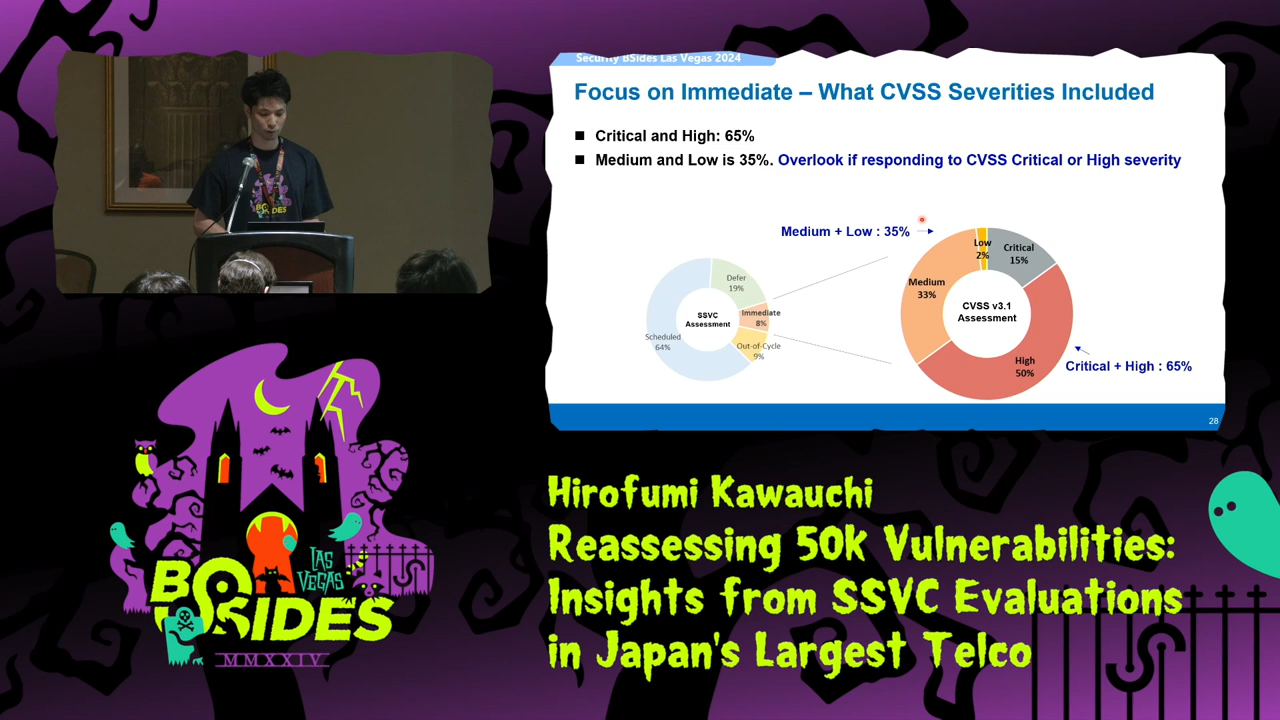 Security BSides Las Vegas 2024
Focus on Immediate – What CVSS Severities Included
■ Critical and High: 65%
■ Medium and Low is 35%. Overlook if responding to CVSS Critical or High severity
Medium + Low : 35%
Low
2%
Critical
15%
Medium
33%
CVSS v3.1
Assessment
High
50%
Critical + High : 65%
Defer
19%
SSVC
Assessment
Immediate
8%
Scheduled
64%
Out-of-Cycle
9%
28
BSIDES
BSIDES
LAS
VEGAS
MMXXIV
Hirofumi Kawauchi
Reassessing 50k Vulnerabilities:
Insights from SSVC Evaluations
in Japan's Largest Telco